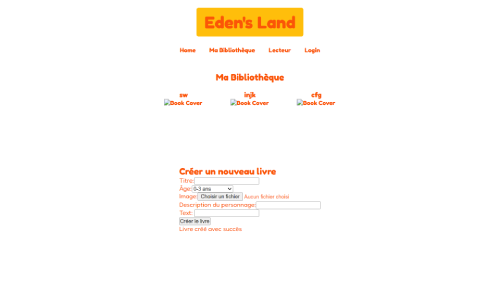 Eden's Land
Home Ma Bibliothèque Lecteur Login
Ma Bibliothèque
sw injk cfg
Book Cover Book Cover Book Cover
Créer un nouveau livre
Titre:
Âge: 0-3 ans
Image: Choisir un fichier Aucun fichier choisi
Description du personnage:
Text:
Créer le livre
Livre créé avec succès